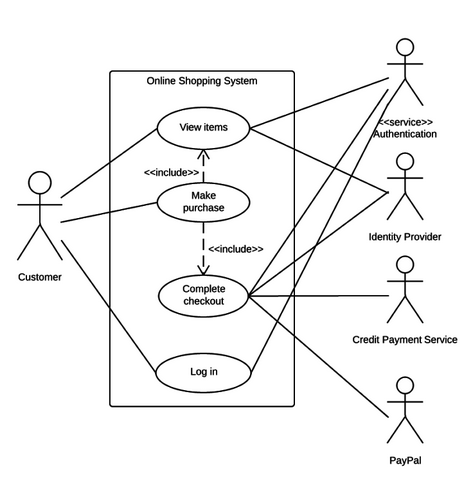 Online Shopping System
View items
<<service>>
Authentication
<<include>>
Make
purchase
Identity Provider
<<include>>
Customer
Complete
checkout
Credit Payment Service
Log in
PayPal